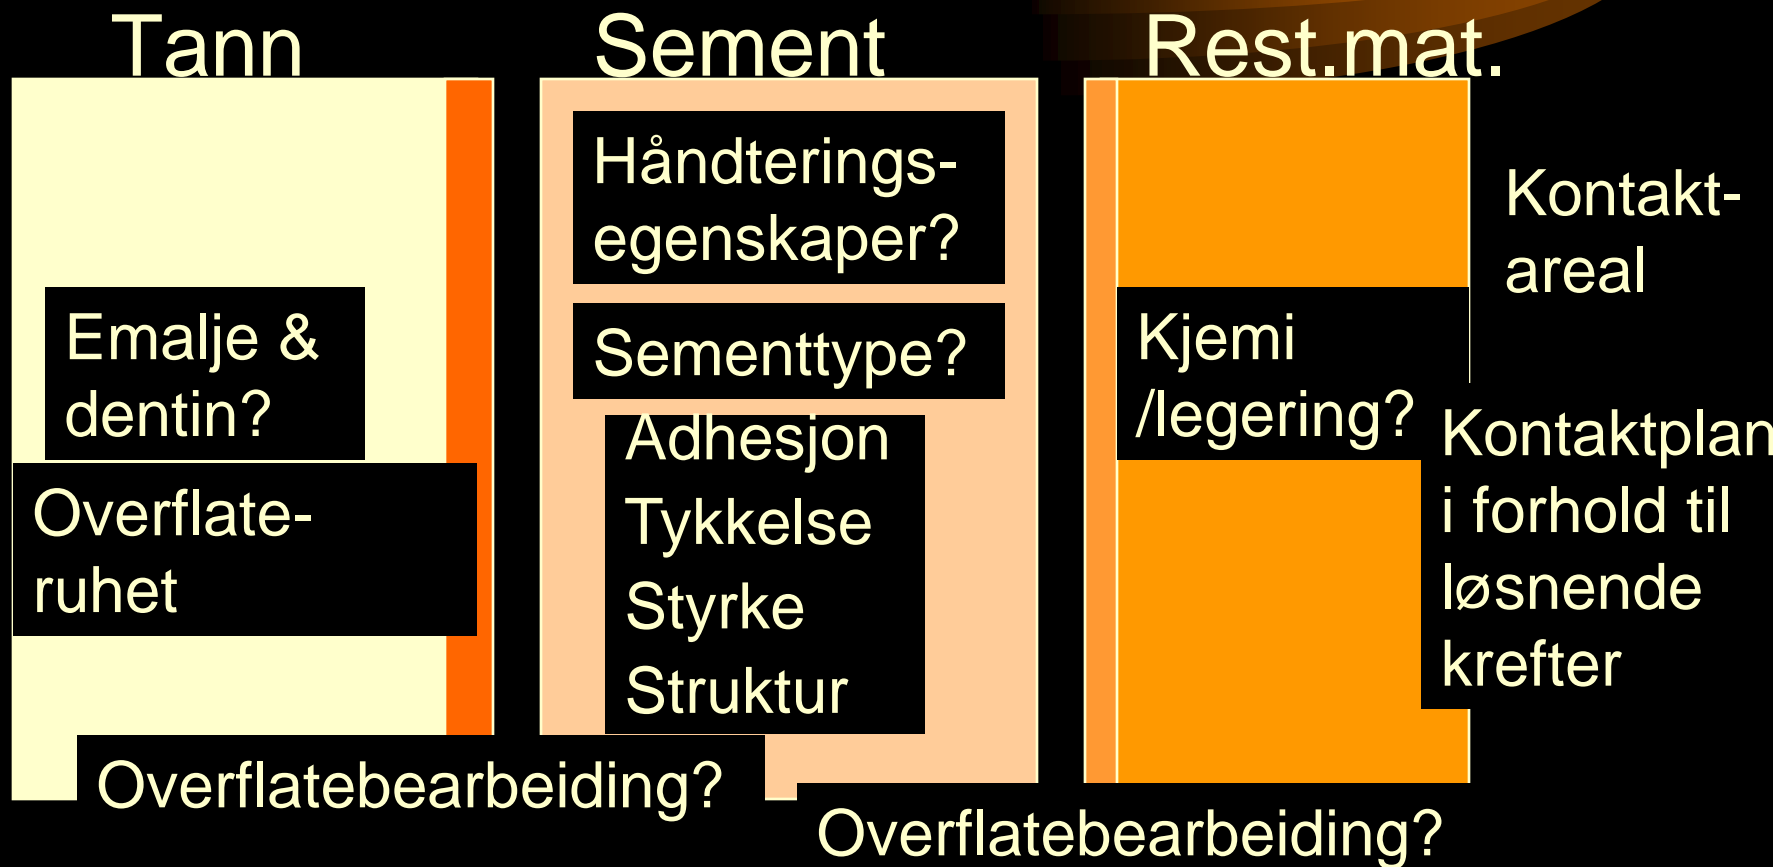 Tann
Sement
Rest.mat.
Håndterings-
egenskaper?
Sementtype?
Adhesjon
Tykkelse
Styrke
Struktur
Emalje &
dentin?
Overflate-
ruhet
Overflatebearbeiding?
Kjemi
/legering?
Kontakt-
areal
Kontaktplan
i forhold til
løsnende
krefter
Overflatebearbeiding?